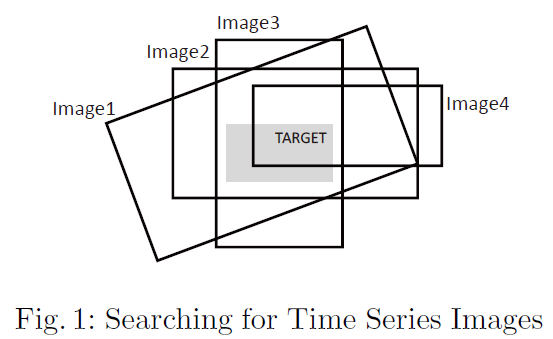 Image3
Image2
Image1
Image4
TARGET
Fig. 1: Searching for Time Series Images